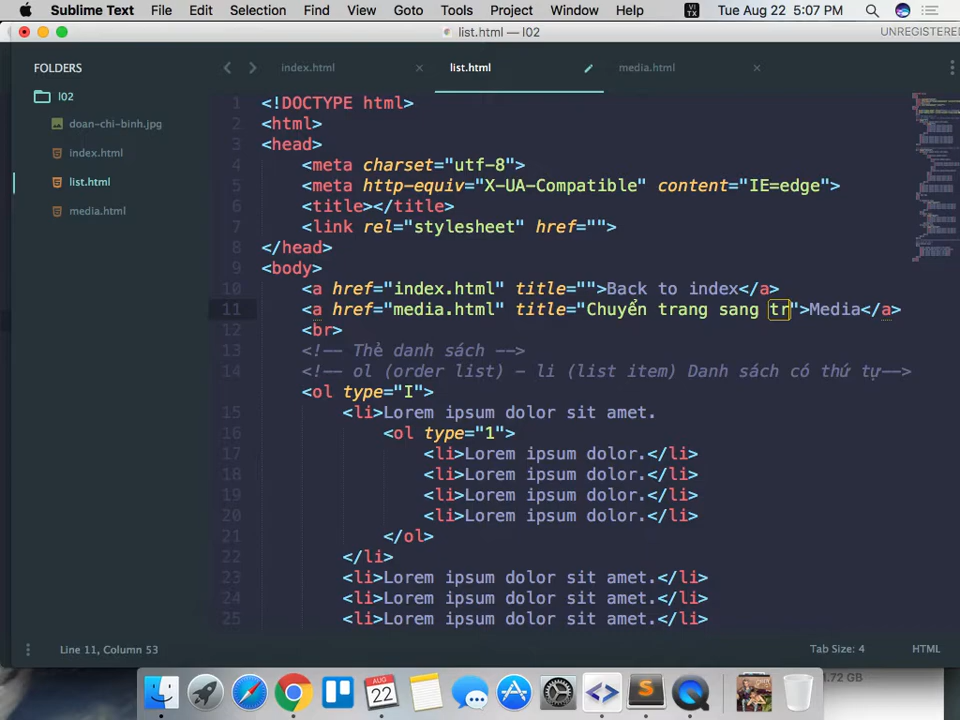 Sublime Text File Edit Selection Find View Goto Tools Project Window Help VI TX Tue Aug 22 5:07 PM
list.html — l02 UNREGISTERED
FOLDERS
l02
doan-chi-binh.jpg
index.html
list.html
media.html
index.html × list.html media.html ×
1 <!DOCTYPE html>
2 <html>
3 <head>
4 <meta charset="utf-8">
5 <meta http-equiv="X-UA-Compatible" content="IE=edge">
6 <title></title>
7 <link rel="stylesheet" href="">
8 </head>
9 <body>
10 <a href="index.html" title="">Back to index</a>
11 <a href="media.html" title="Chuyển trang sang tr">Media</a>
12 <br>
13 <!-- Thẻ danh sách -->
14 <!-- ol (order list) - li (list item) Danh sách có thứ tự-->
<ol type="I">
15 <li>Lorem ipsum dolor sit amet.
16 <ol type="1">
17 <li>Lorem ipsum dolor.</li>
18 <li>Lorem ipsum dolor.</li>
19 <li>Lorem ipsum dolor.</li>
20 <li>Lorem ipsum dolor.</li>
21 </ol>
22 </li>
23 <li>Lorem ipsum dolor sit amet.</li>
24 <li>Lorem ipsum dolor sit amet.</li>
25 <li>Lorem ipsum dolor sit amet.</li>
Line 11, Column 53 Tab Size: 4 HTML
AUG 22